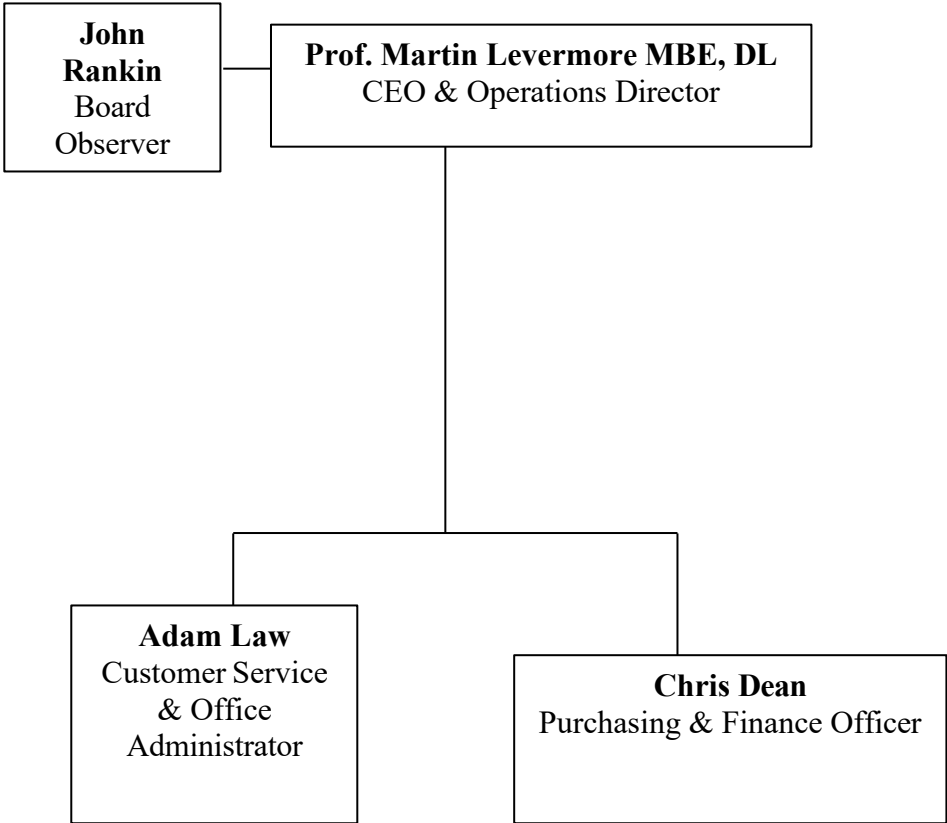 John
Rankin
Board
Observer
Prof. Martin Levermore MBE, DL
CEO & Operations Director
Adam Law
Customer Service
& Office
Administrator
Chris Dean
Purchasing & Finance Officer